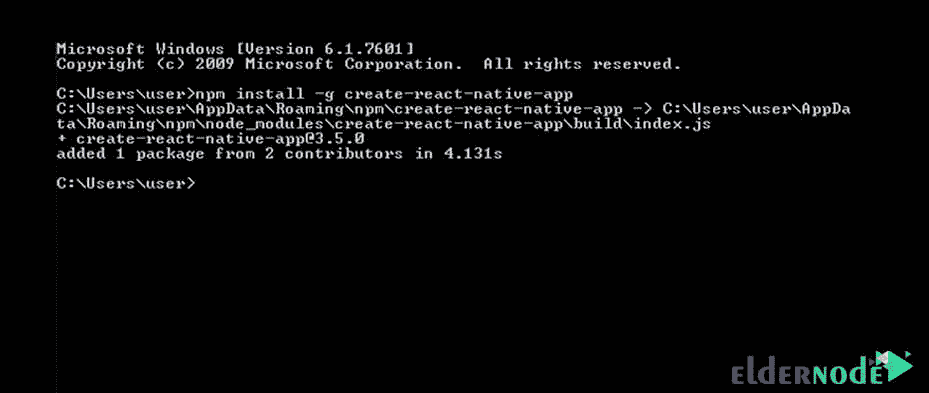 Microsoft Windows [Version 6.1.7601]
Copyright (c) 2009 Microsoft Corporation.  All rights reserved.
C:\Users\user>npm install -g create-react-native-app
C:\Users\user\AppData\Roaming\npm\create-react-native-app -> C:\Users\user\AppDa
ta\Roaming\npm\node_modules\create-react-native-app\build\index.js
+ create-react-native-app@3.5.0
added 1 package from 2 contributors in 4.131s
C:\Users\user>
elderNODE